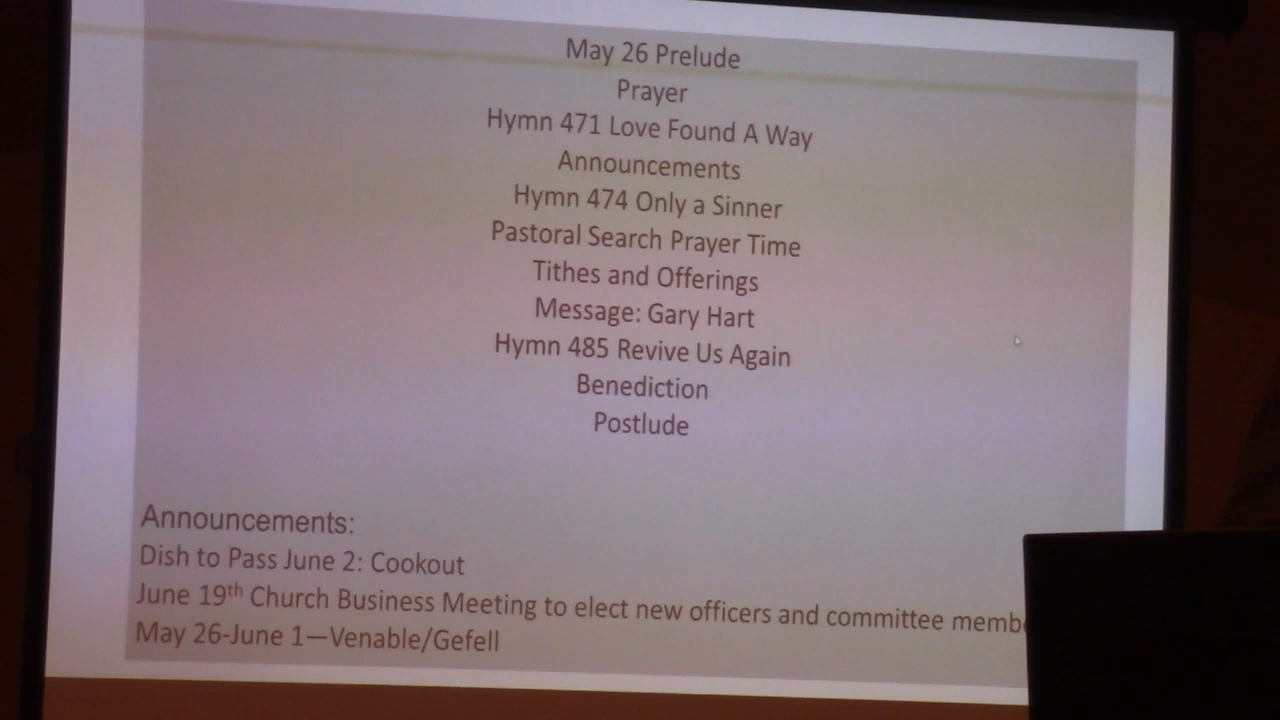 May 26 Prelude
Prayer
Hymn 471 Love Found A Way
Announcements
Hymn 474 Only a Sinner
Pastoral Search Prayer Time
Tithes and Offerings
Message: Gary Hart
Hymn 485 Revive Us Again
Benediction
Postlude
Announcements:
Dish to Pass June 2: Cookout
June 19th Church Business Meeting to elect new officers and committee memb
May 26-June 1—Venable/Gefell